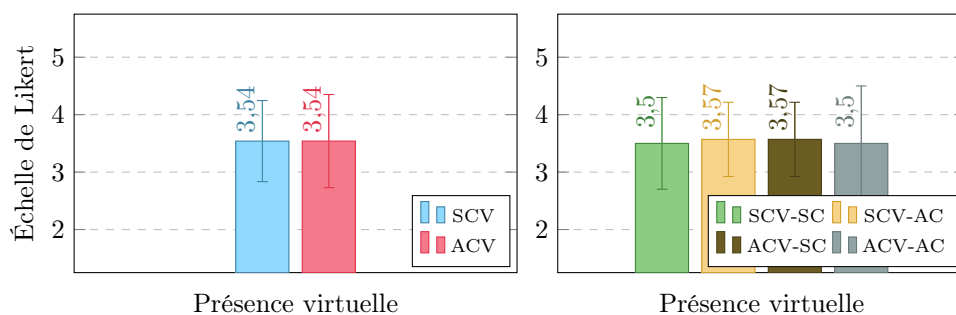 Échelle de Likert
5
4
3
2
3,54
3,54
SCV
ACV
Présence virtuelle
5
4
3
2
3,5
3,57
3,57
3,5
SCV-SC SCV-AC
ACV-SC ACV-AC
Présence virtuelle